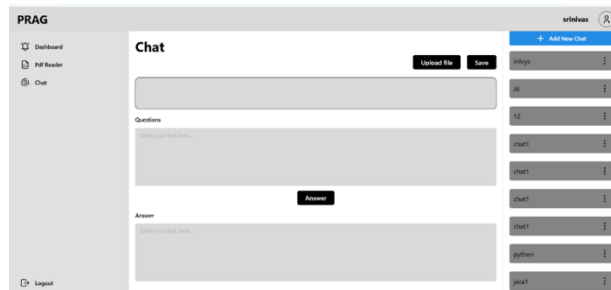 PRAG
srinivas
Dashboard
Pdf Reader
Chat
Logout
Chat
Upload file
Save
Questions
Enter your text here...
Answer
Answer
Enter your text here...
+ Add New Chat
infoys
AI
12
chat1
chat1
chat1
chat1
python
java1